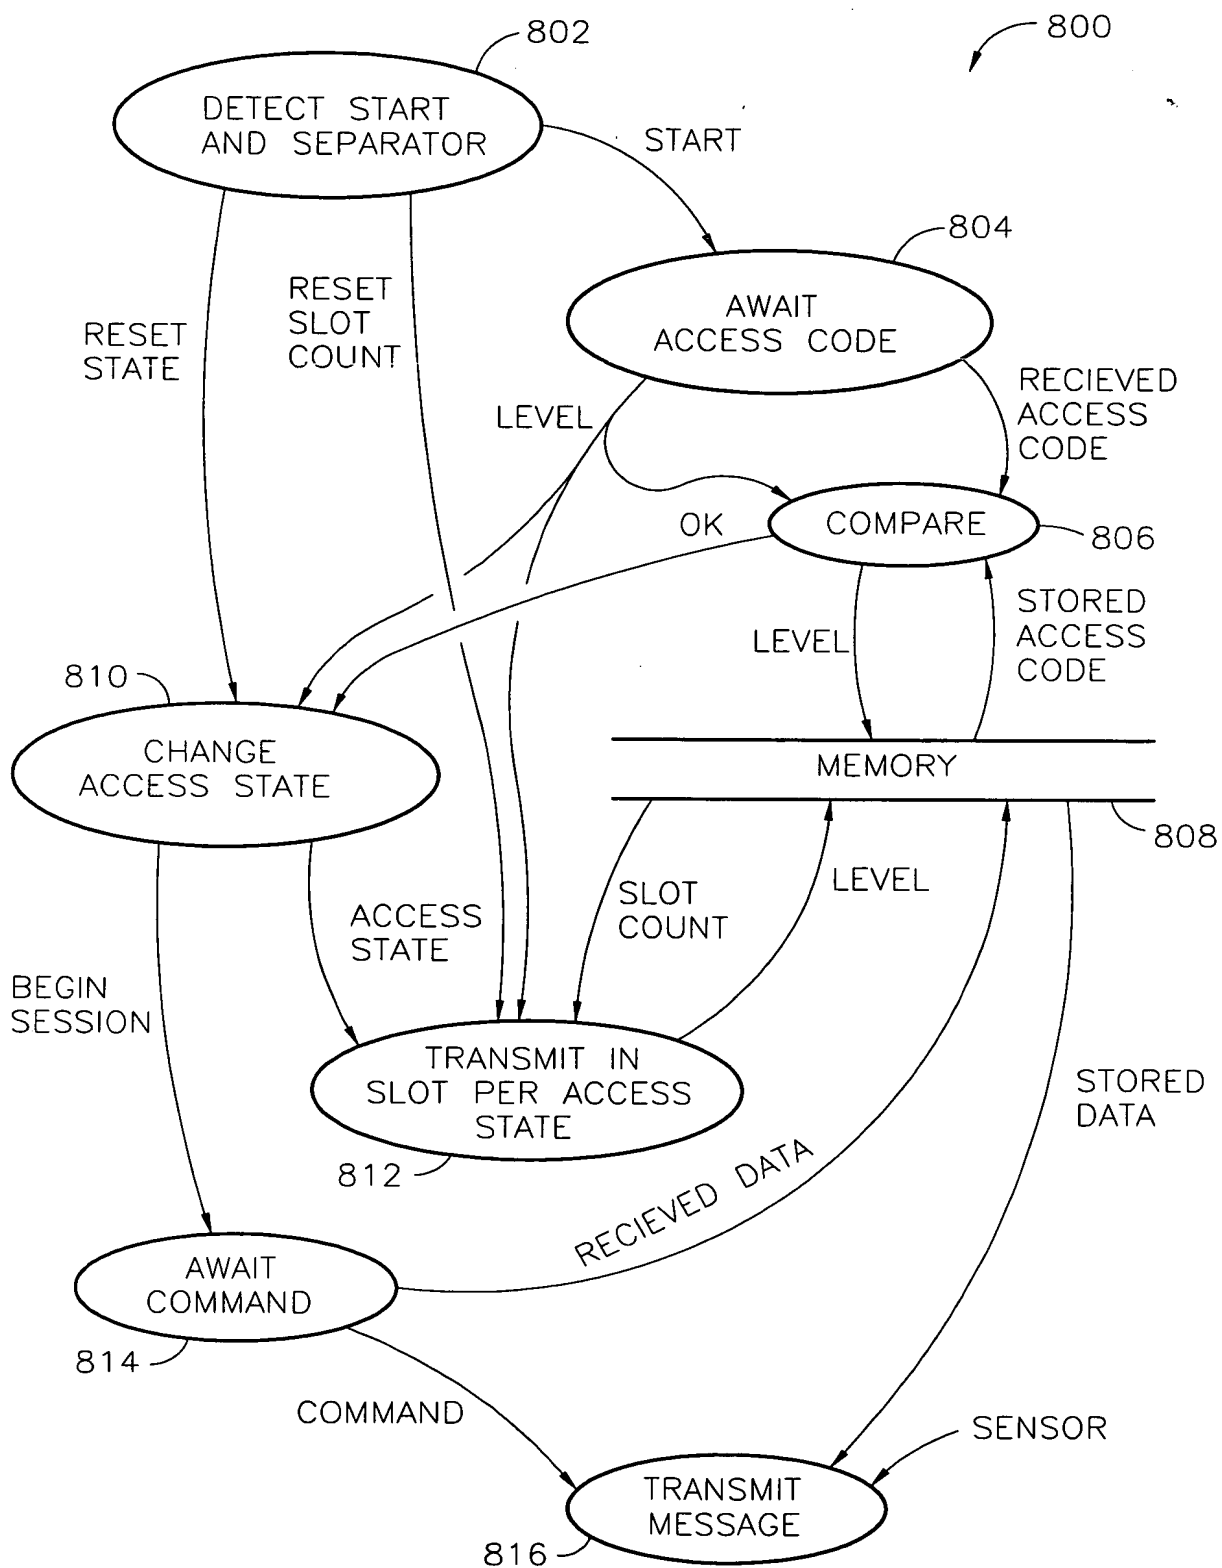 802
800
DETECT START
AND SEPARATOR
START
804
RESET
SLOT
COUNT
RESET
STATE
AWAIT
ACCESS CODE
RECIEVED
ACCESS
CODE
LEVEL
OK
COMPARE
806
STORED
ACCESS
CODE
LEVEL
810
CHANGE
ACCESS STATE
MEMORY
808
LEVEL
SLOT
COUNT
ACCESS
STATE
BEGIN
SESSION
TRANSMIT IN
SLOT PER ACCESS
STATE
812
STORED
DATA
RECIEVED DATA
AWAIT
COMMAND
814
COMMAND
SENSOR
TRANSMIT
MESSAGE
816